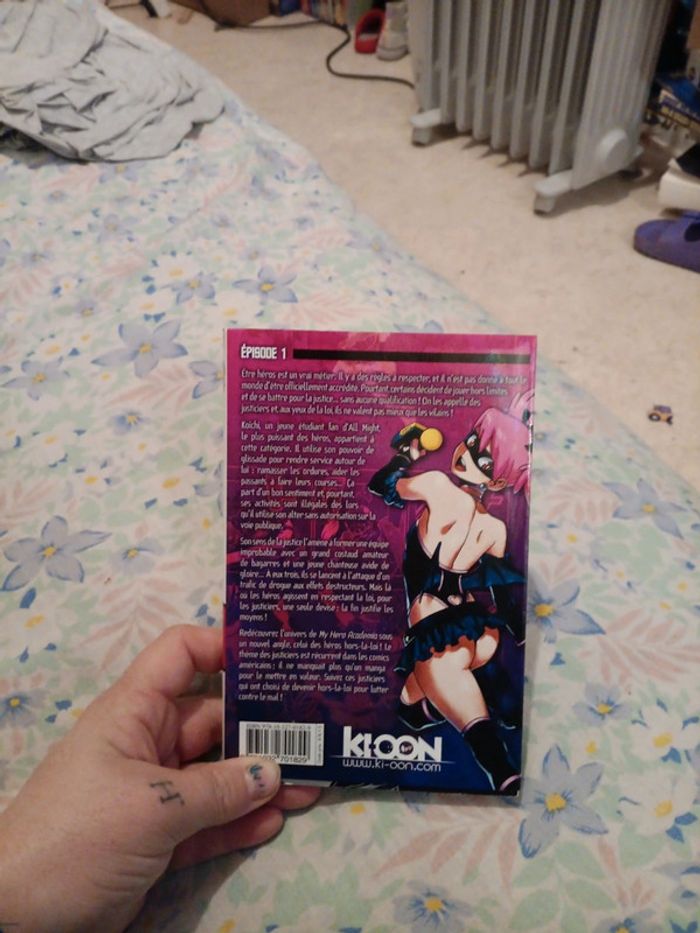 ÉPISODE 1
Être héros est un vrai métier. Il y a des règles à respecter, et il n'est pas donné à tout le
monde d'être officiellement accrédité. Pourtant, certains décident de jouer hors limites
et de se battre pour la justice... sans aucune qualification ! On les appelle des
justiciers et, aux yeux de la loi, ils ne valent pas mieux que les vilains !
Koichi, un jeune étudiant fan d'All Might,
le plus puissant des héros, appartient à
cette catégorie. Il utilise son pouvoir de
glissade pour rendre service autour de
lui : ramasser les ordures, aider les
passants à faire leurs courses... Ça
part d'un bon sentiment et, pourtant,
ses activités sont illégales dès lors
qu'il utilise son alter sans autorisation sur la
voie publique.
Son sens de la justice l'amène à former une équipe
improbable avec un grand costaud amateur
de bagarres et une jeune chanteuse avide de
gloire... À eux trois, ils se lancent à l'attaque d'un
trafic de drogue aux effets destructeurs. Mais là
où les héros agissent en respectant la loi, pour
les justiciers, une seule devise : la fin justifie les
moyens !
Redécouvrez l'univers de My Hero Academia sous
un nouvel angle, celui des héros hors-la-loi ! Le
thème des justiciers est récurrent dans les comics
américains ; il ne manquait plus qu'un manga
pour le mettre en valeur. Suivez ces justiciers
qui ont choisi de devenir hors-la-loi pour lutter
contre le mal !
KI-OON
www.ki-oon.com
701829
H